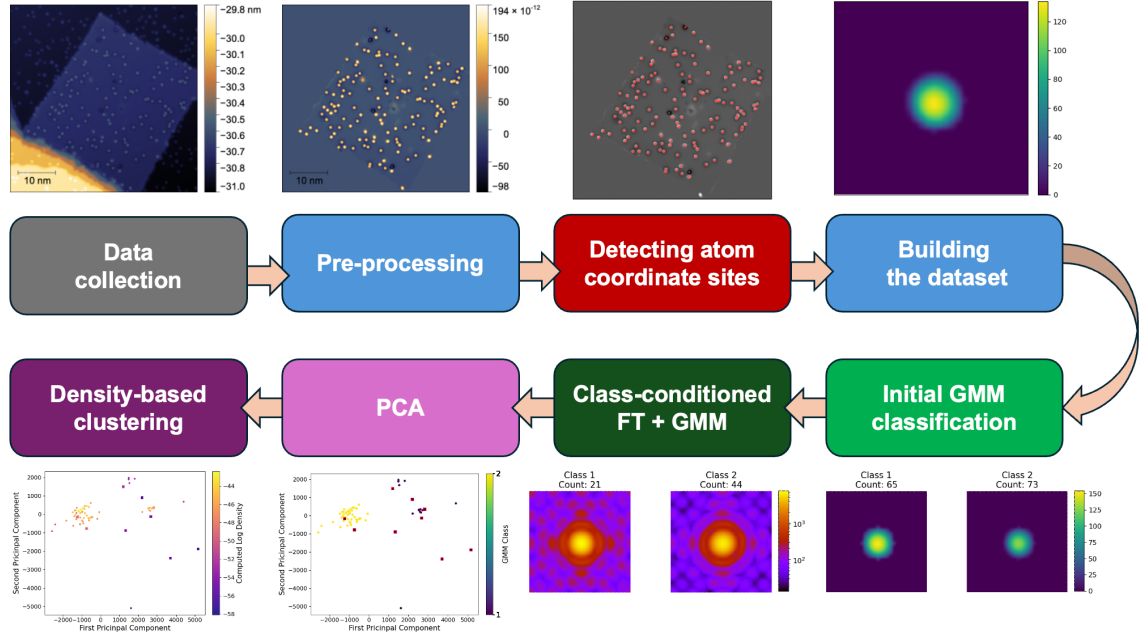 −29.8 nm
−30.0
−30.1
−30.2
−30.3
−30.4
−30.5
−30.6
−30.7
−30.8
−31.0
10 nm
194 × 10⁻¹²
150
100
50
0
−50
−98
10 nm
120
100
80
60
40
20
0
Data
collection
Pre-processing
Detecting atom
coordinate sites
Building
the dataset
Density-based
clustering
PCA
Class-conditioned
FT + GMM
Initial GMM
classification
2000
1000
0
−1000
−2000
−3000
−4000
−5000
Second Pricinpal Component
−2000 −1000 0 1000 2000 3000 4000 5000
First Pricinpal Component
−44
−46
−48
−50
−52
−54
−56
−58
Computed Log Density
2000
1000
0
−1000
−2000
−3000
−4000
−5000
Second Pricinpal Component
−2000 −1000 0 1000 2000 3000 4000 5000
First Pricinpal Component
2
1
GMM Class
Class 1
Count: 21
Class 2
Count: 44
10³
10²
Class 1
Count: 65
Class 2
Count: 73
150
125
100
75
50
25
0